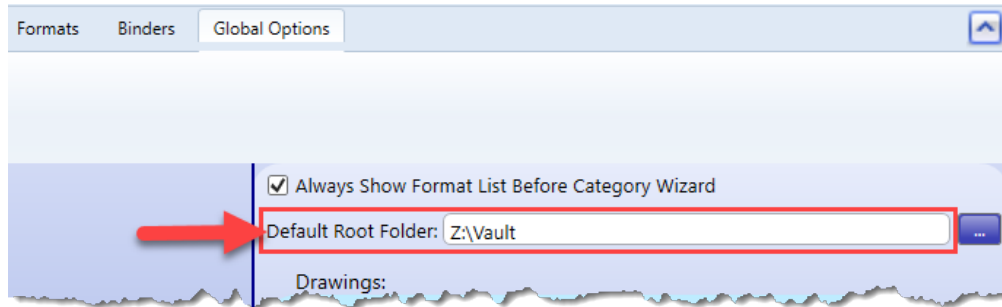 Formats Binders Global Options
Always Show Format List Before Category Wizard
Default Root Folder: Z:\Vault ...
Drawings: